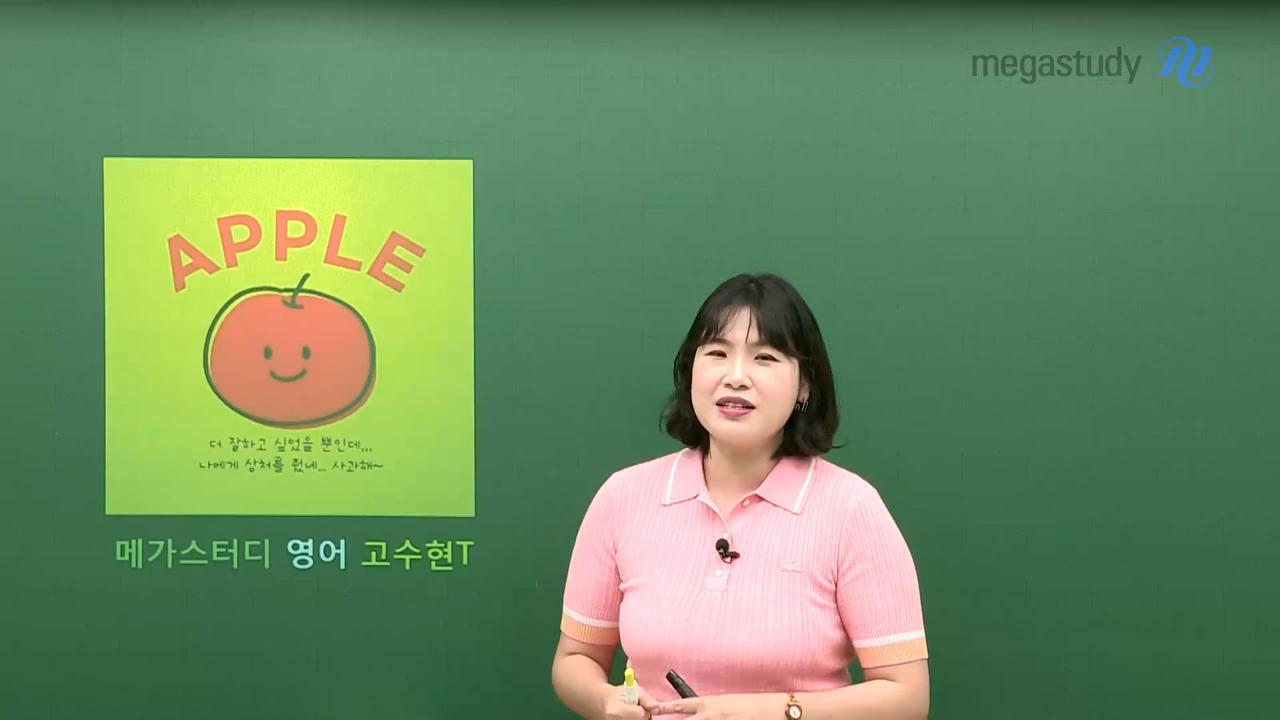 megastudy
APPLE
더 잘하고 싶었을 뿐인데...
나에게 상처를 줬네... 사과해~
메가스터디 영어 고수현T